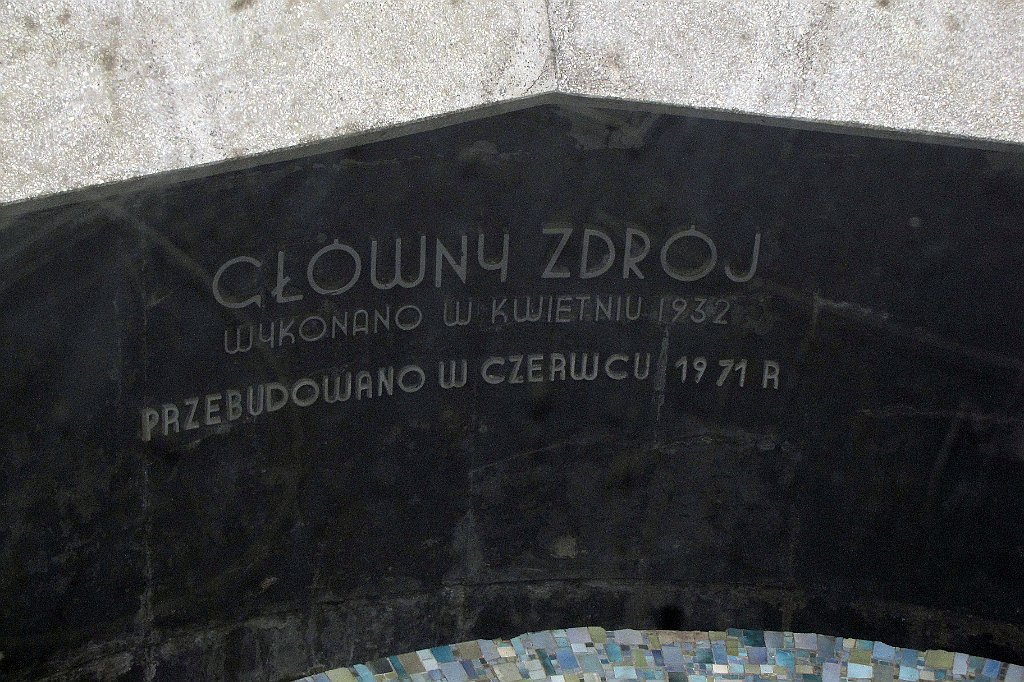 GŁÓWNY ZDRÓJ
WYKONANO W KWIETNIU 1932
PRZEBUDOWANO W CZERWCU 1971 R